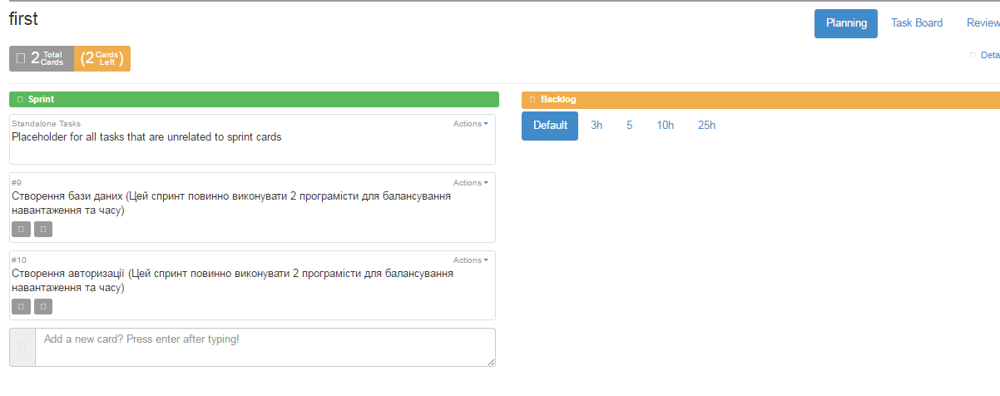 first
Planning Task Board Review
2 Total Cards (2 Cards Left)
Deta
Sprint
Standalone Tasks Actions
Placeholder for all tasks that are unrelated to sprint cards
#9 Actions
Створення бази даних (Цей спринт повинно виконувати 2 програмісти для балансування
навантаження та часу)
#10 Actions
Створення авторизації (Цей спринт повинно виконувати 2 програмісти для балансування
навантаження та часу)
Add a new card? Press enter after typing!
Backlog
Default 3h 5 10h 25h